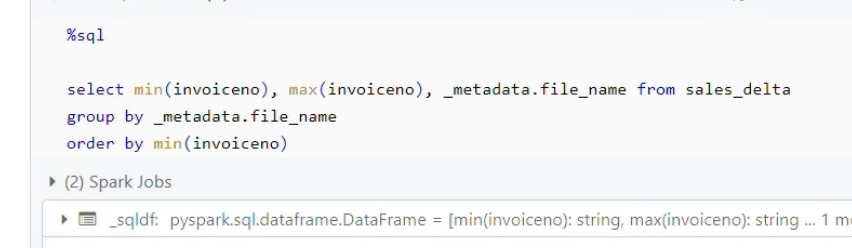 %sql
select min(invoiceno), max(invoiceno), _metadata.file_name from sales_delta
group by _metadata.file_name
order by min(invoiceno)
(2) Spark Jobs
_sqldf: pyspark.sql.dataframe.DataFrame = [min(invoiceno): string, max(invoiceno): string ... 1 mo